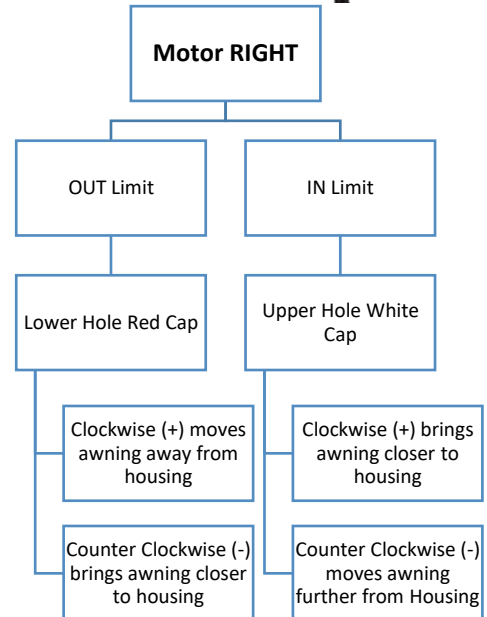 Motor RIGHT
OUT Limit
IN Limit
Lower Hole Red Cap
Upper Hole White
Cap
Clockwise (+) moves
awning away from
housing
Clockwise (+) brings
awning closer to
housing
Counter Clockwise (-)
brings awning closer
to housing
Counter Clockwise (-)
moves awning
further from Housing